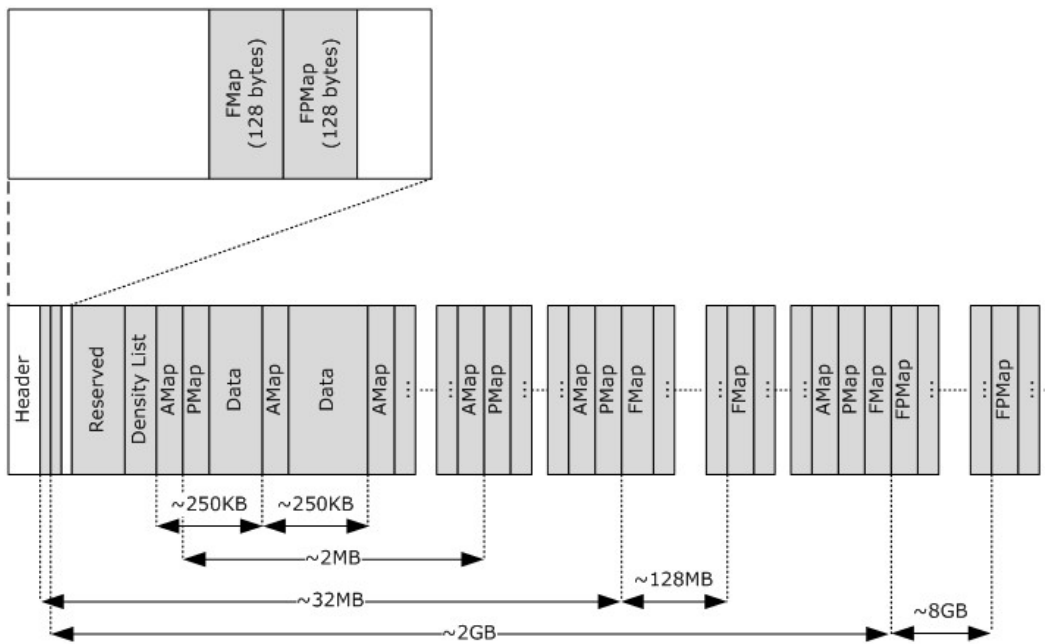 FMap
(128 bytes)
FPMap
(128 bytes)
Header
Reserved
Density List
AMap
PMap
Data
AMap
Data
AMap
...
...
AMap
PMap
...
...
AMap
PMap
FMap
...
...
FMap
...
...
AMap
PMap
FMap
FPMap
...
...
FPMap
...
~250KB
~250KB
~2MB
~128MB
~32MB
~8GB
~2GB